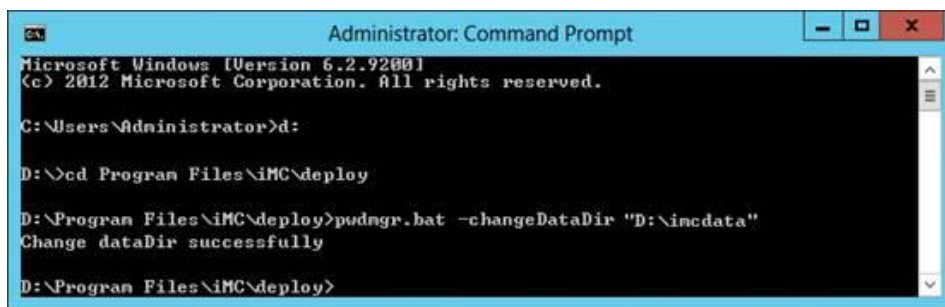 Administrator: Command Prompt
Microsoft Windows [Version 6.2.9200]
(c) 2012 Microsoft Corporation. All rights reserved.
C:\Users\Administrator>d:
D:\>cd Program Files\iMC\deploy
D:\Program Files\iMC\deploy>pwdmgr.bat -changeDataDir "D:\imcdata"
Change dataDir successfully
D:\Program Files\iMC\deploy>